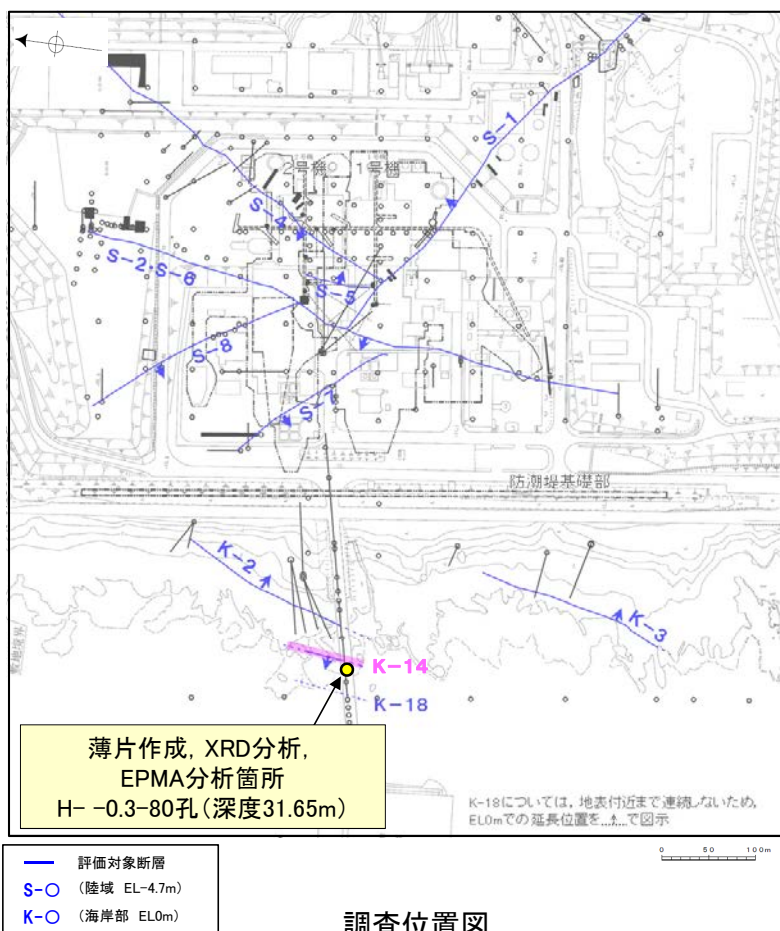 S-1
2号機
1号機
S-4
S-2・S-6
S-5
S-8
S-7
防潮堤基礎部
K-2
K-3
K-14
K-18
薄片作成, XRD分析,
EPMA分析箇所
H- -0.3-80孔(深度31.65m)
K-18については, 地表付近まで連続しないため,
EL0mでの延長位置を で図示
0 50 100m
評価対象断層
S-○ (陸域 EL-4.7m)
K-○ (海岸部 EL0m)
調査位置図